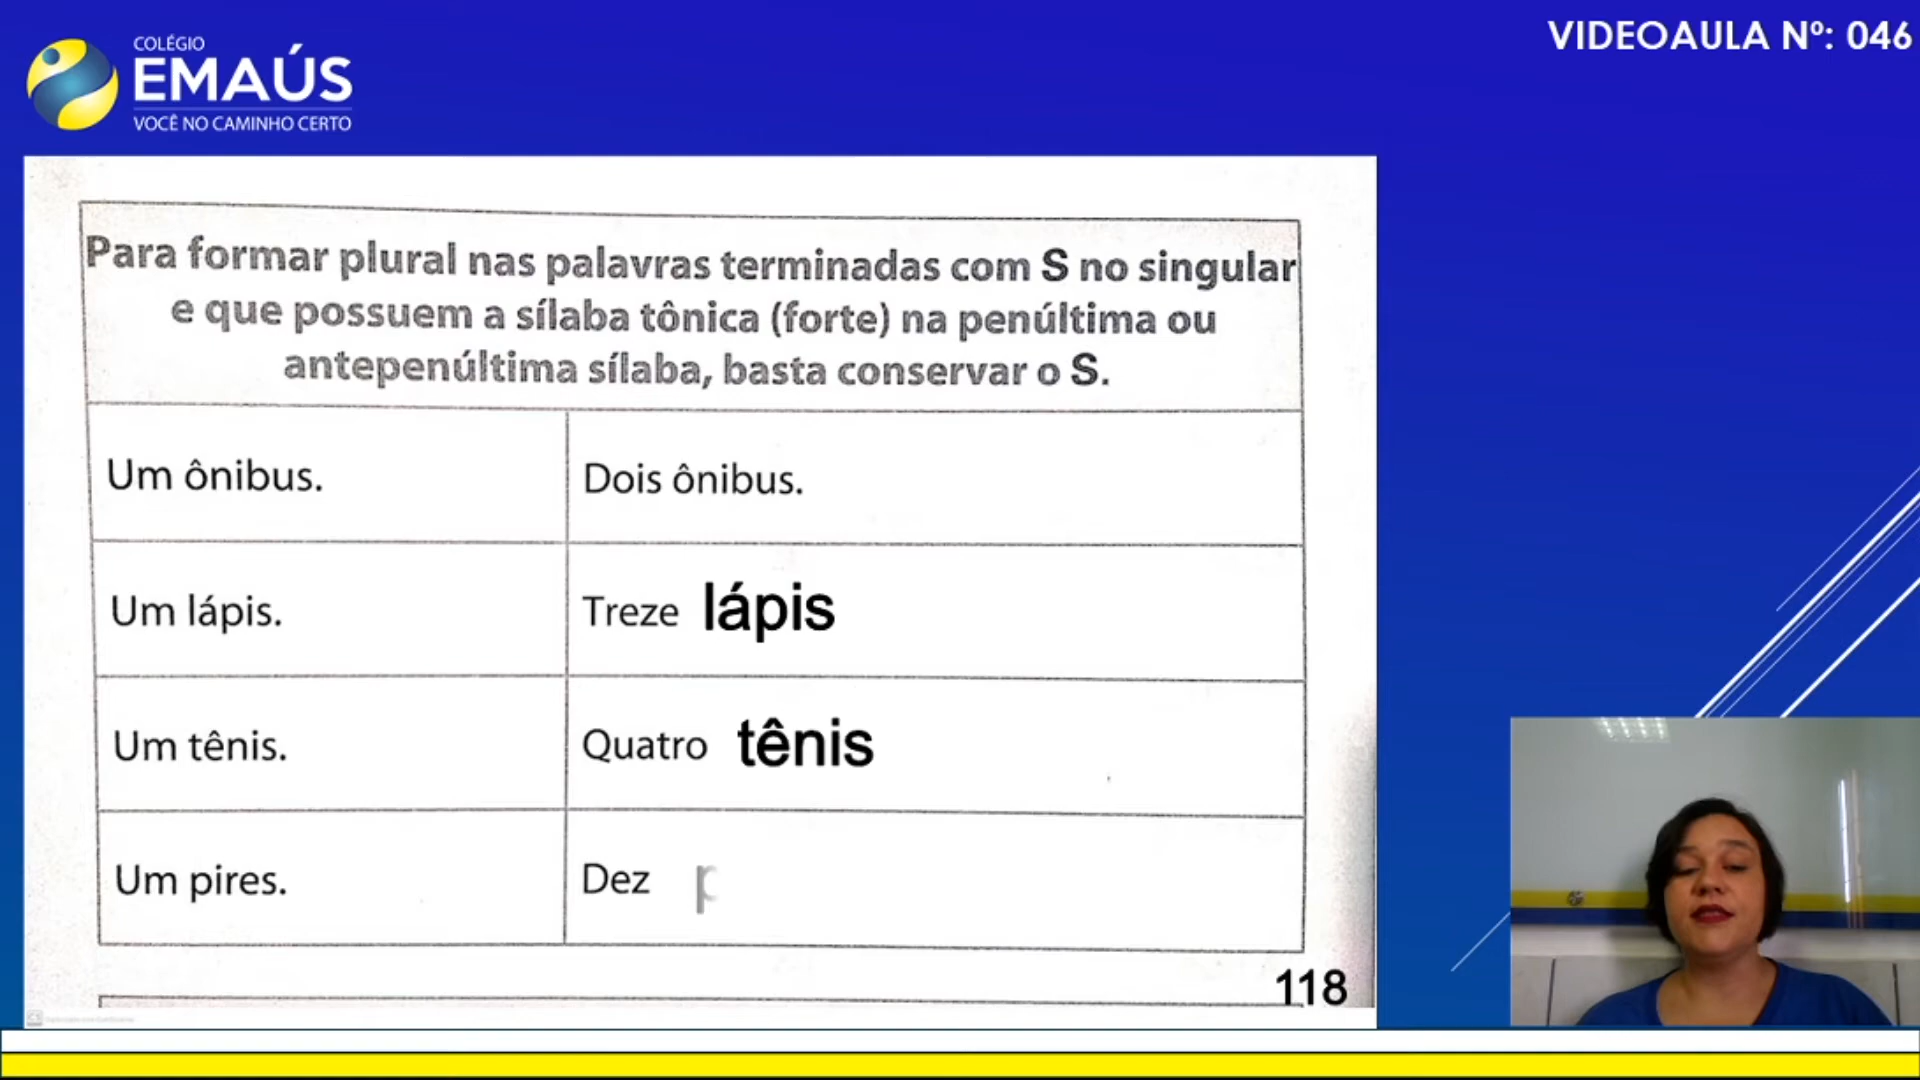 COLÉGIO
EMAÚS
VOCÊ NO CAMINHO CERTO
VIDEOAULA Nº: 046
Para formar plural nas palavras terminadas com S no singular
e que possuem a sílaba tônica (forte) na penúltima ou
antepenúltima sílaba, basta conservar o S.
Um ônibus.
Dois ônibus.
Um lápis.
Treze lápis
Um tênis.
Quatro tênis
Um pires.
Dez p
118